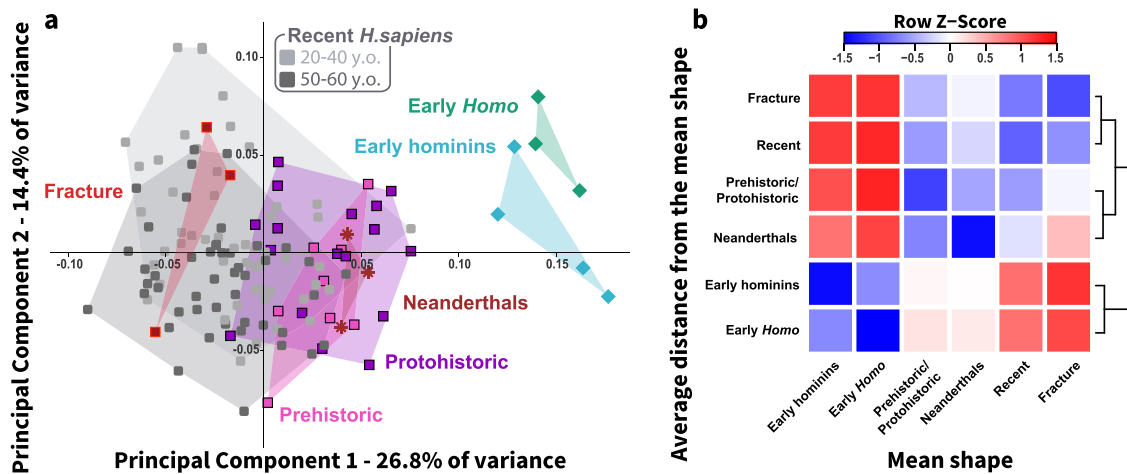 a
Principal Component 2 - 14.4% of variance
Recent H.sapiens
20-40 y.o.
50-60 y.o.
0.10
0.05
-0.05
-0.10
-0.05
0.05
0.10
0.15
Early Homo
Early hominins
Fracture
Neanderthals
Protohistoric
Prehistoric
Principal Component 1 - 26.8% of variance
b
Row Z−Score
-1.5
-1
-0.5
0
0.5
1
1.5
Average distance from the mean shape
Fracture
Recent
Prehistoric/
Protohistoric
Neanderthals
Early hominins
Early Homo
Early hominins
Early Homo
Prehistoric/
Protohistoric
Neanderthals
Recent
Fracture
Mean shape